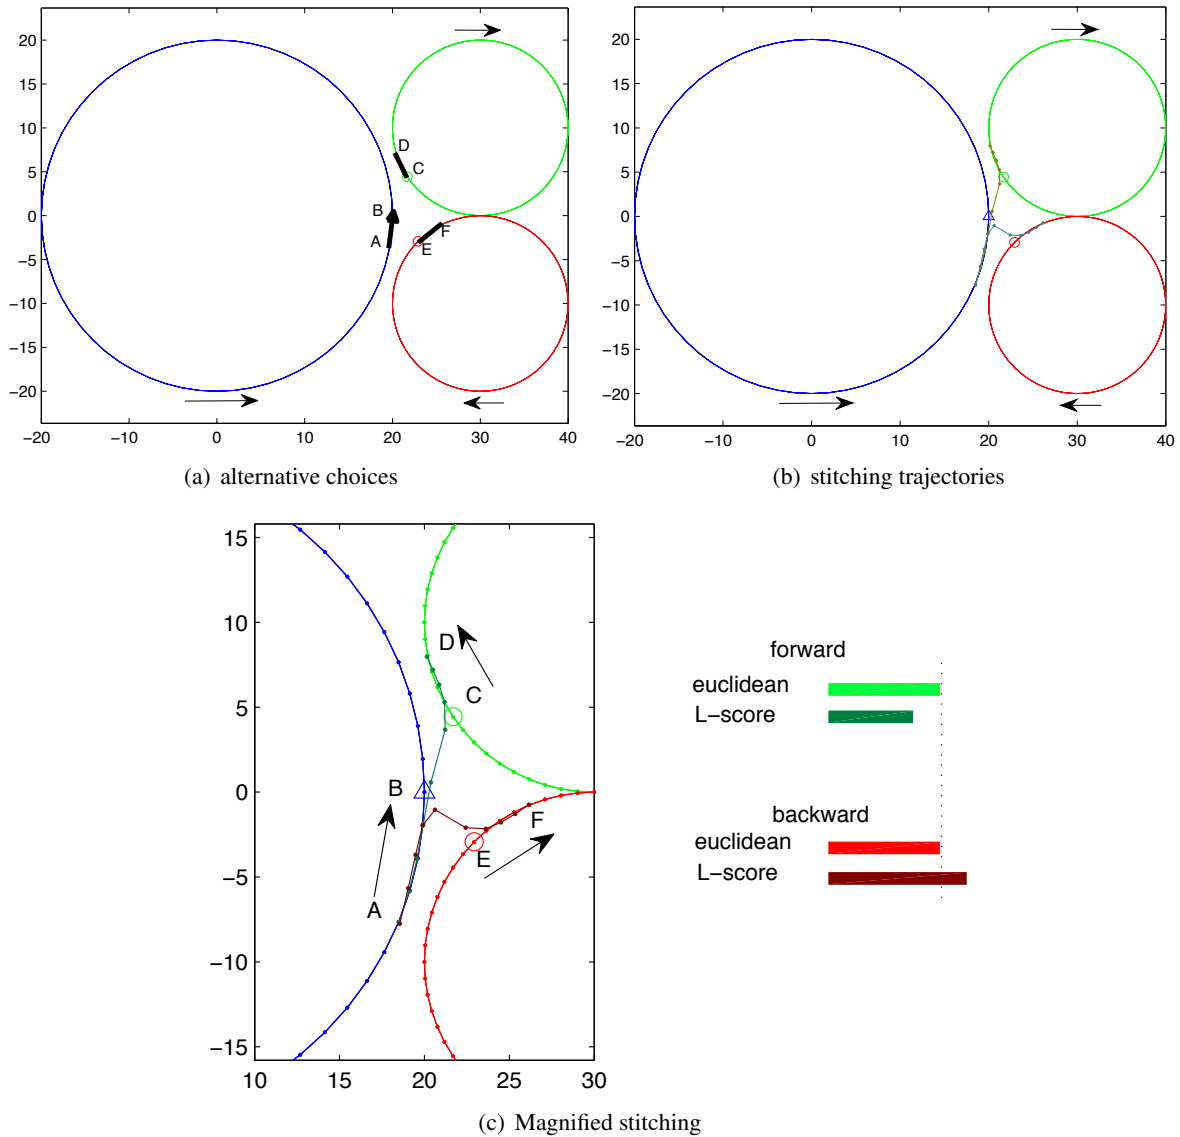 20
15
10
5
0
−5
−10
−15
−20
−20
−10
0
10
20
30
40
D
C
B
A
F
E
(a) alternative choices
20
15
10
5
0
−5
−10
−15
−20
−20
−10
0
10
20
30
40
(b) stitching trajectories
15
10
5
0
−5
−10
−15
10
15
20
25
30
D
C
B
F
E
A
forward
euclidean
L−score
backward
euclidean
L−score
(c) Magnified stitching